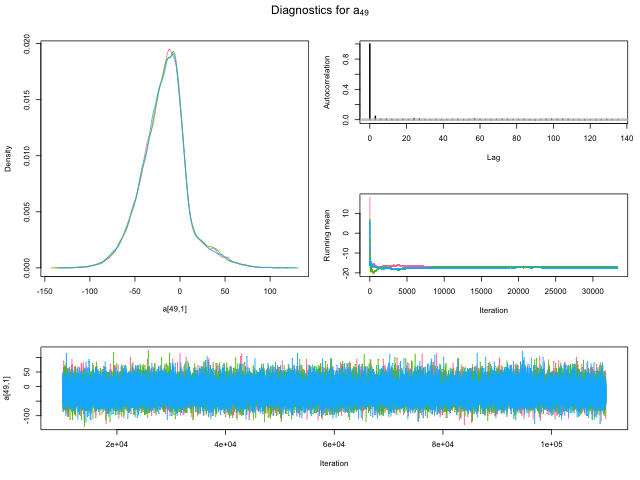 Diagnostics for a49
Density
0.000 0.005 0.010 0.015 0.020
-150 -100 -50 0 50 100
a[49,1]
Autocorrelation
0.0 0.4 0.8
0 20 40 60 80 100 120 140
Lag
Running mean
-20 -10 0 10
0 5000 10000 15000 20000 25000 30000
Iteration
a[49,1]
-100 0 50
2e+04 4e+04 6e+04 8e+04 1e+05
Iteration